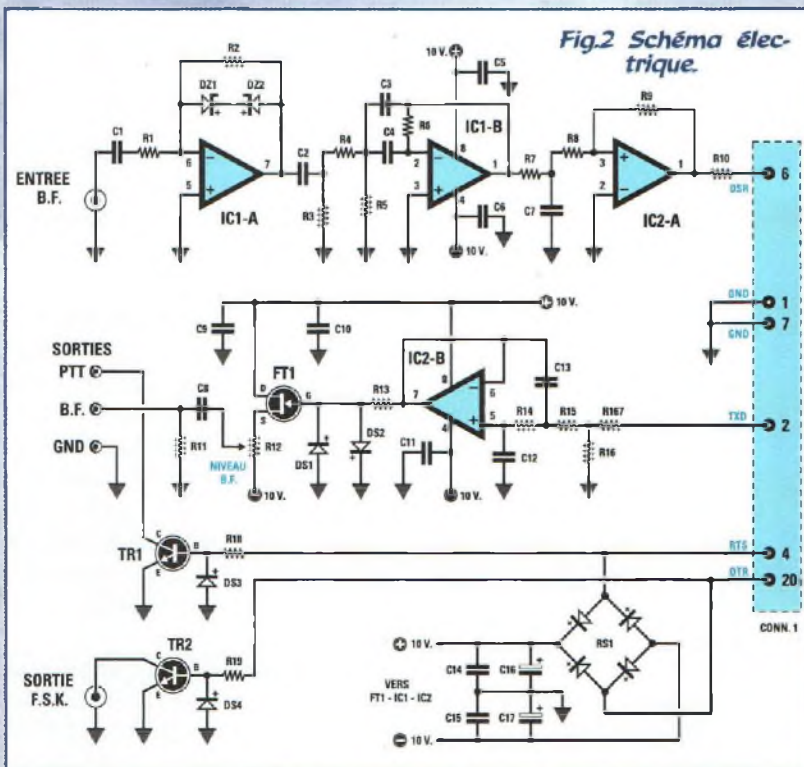 Fig.2 Schéma élec-
trique.
R2
DZ1
DZ2
C1
R1
6
5
7
IC1-A
ENTREE
B.F.
C2
R3
R4
R5
C3
C4
R6
10 V.
C5
IC1-B
2
3
8
4
1
C6
10 V.
R7
C7
R8
R9
3
2
1
IC2-A
R10
6
DSR
GND
1
7
GND
10 V.
C9
C10
SORTIES
PTT
B.F.
GND
C8
R11
FT1
D
S
G
R12
NIVEAU
B.F.
10 V.
DS1
DS2
R13
IC2-B
7
8
4
6
5
C11
10 V.
C12
C13
R14
R15
R167
R16
TXD
2
TR1
C
B
E
R18
DS3
RTS
4
DTR
20
CONN. 1
TR2
C
B
E
R19
DS4
SORTIE
F.S.K.
10 V.
VERS
FT1 - IC1 - IC2
10 V.
C14
C15
C16
C17
RS1